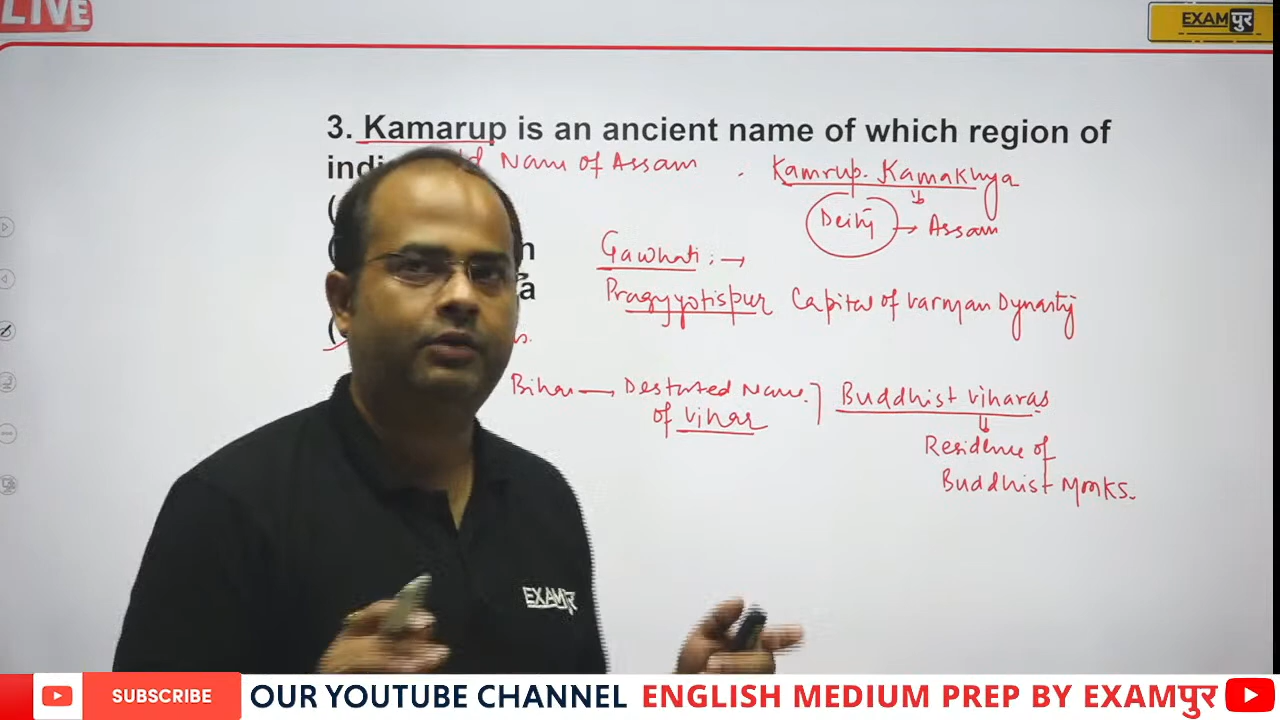 LIVE
EXAMपुर
3. Kamarup is an ancient name of which region of
indi
Name of Assam
Kamrup. Kamakhya
Deity → Assam
Gawhati :→
Pragyotispur Capital of Varman Dynasty
Bihar — Destuted Name
of Vihar
Buddhist Viharas
Residence of
Buddhist Monks.
EXAMपुर
SUBSCRIBE
OUR YOUTUBE CHANNEL ENGLISH MEDIUM PREP BY EXAMपुर